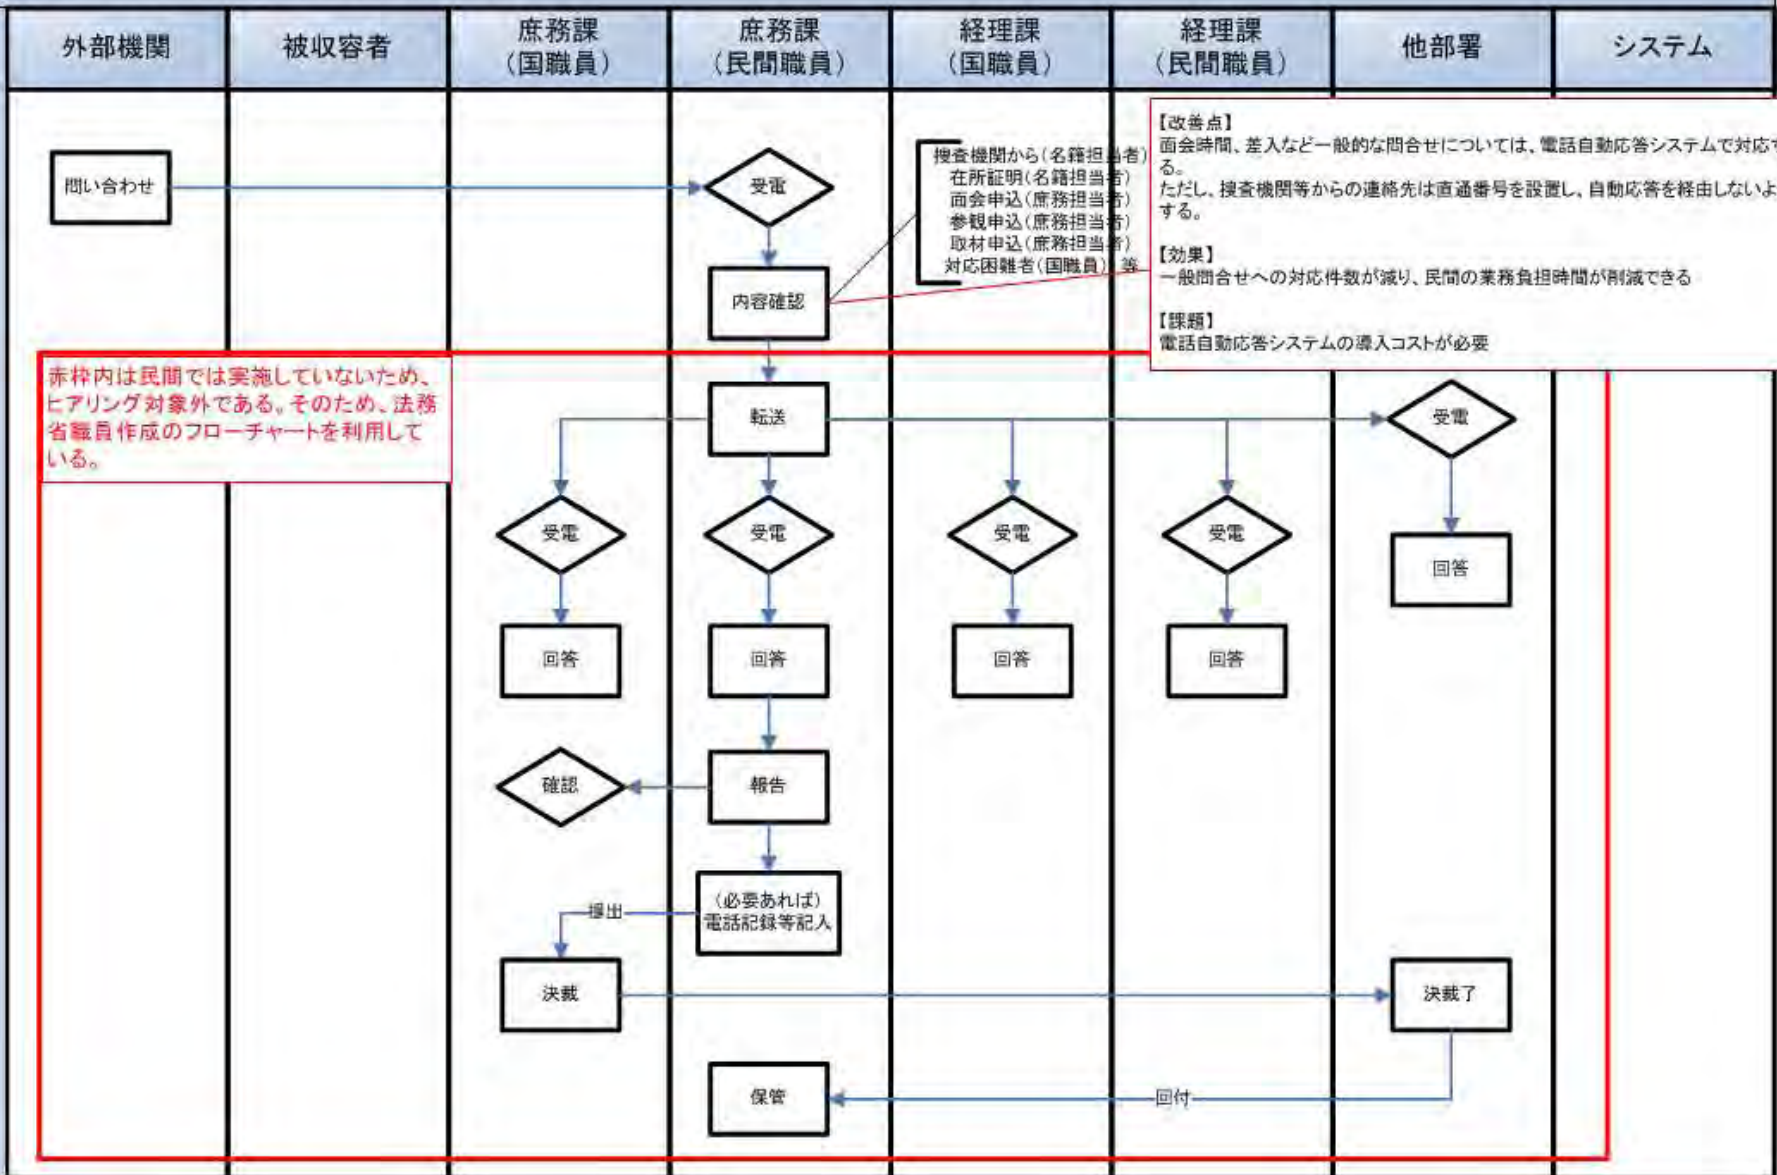 外部機関
被収容者
庶務課
（国職員）
庶務課
（民間職員）
経理課
（国職員）
経理課
（民間職員）
他部署
システム
問い合わせ
受電
内容確認
捜査機関から（名籍担当者）
在所証明（名籍担当者）
面会申込（庶務担当者）
参観申込（庶務担当者）
取材申込（庶務担当者）
対応困難者（国職員） 等
【改善点】
面会時間、差入など一般的な問合せについては、電話自動応答システムで対応す
る。
ただし、捜査機関等からの連絡先は直通番号を設置し、自動応答を経由しないよ
する。
【効果】
一般問合せへの対応件数が減り、民間の業務負担時間が削減できる
【課題】
電話自動応答システムの導入コストが必要
赤枠内は民間では実施していないため、
ヒアリング対象外である。そのため、法務
省職員作成のフローチャートを利用して
いる。
転送
受電
受電
受電
受電
受電
回答
回答
回答
回答
回答
確認
報告
（必要あれば）
電話記録等記入
提出
決裁
決裁了
保管
回付